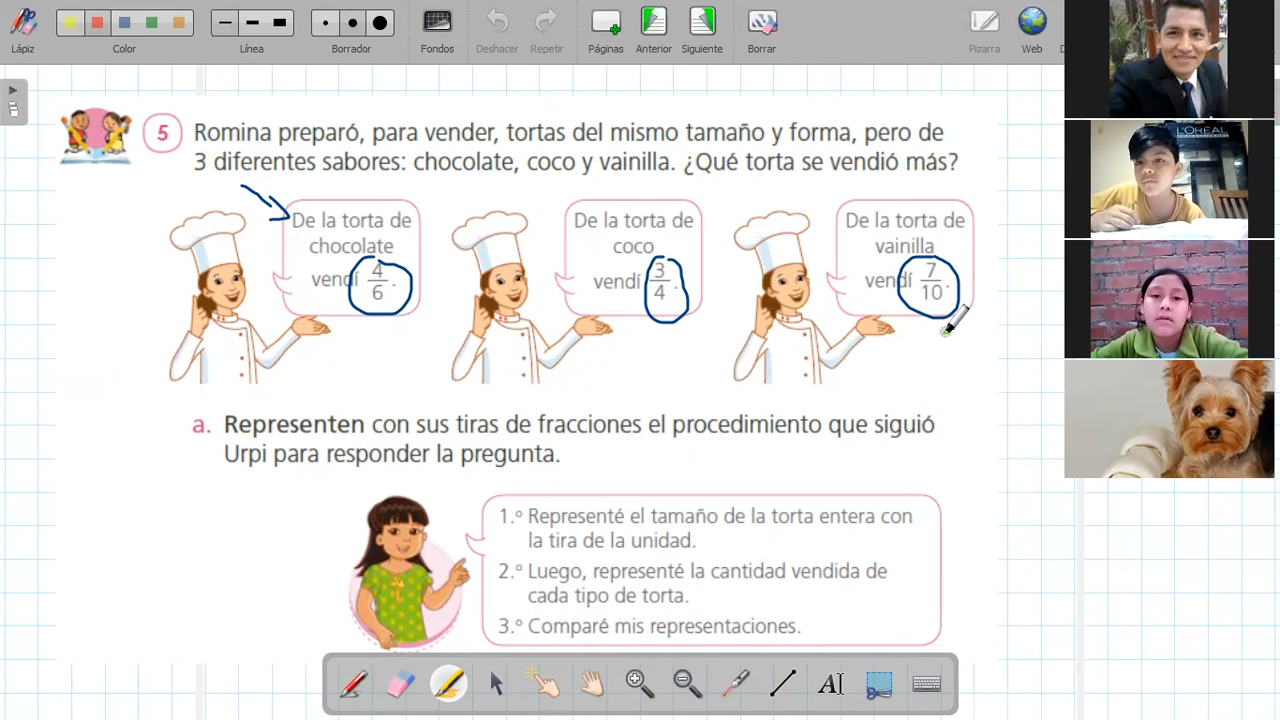 Lápiz
Color
Línea
Borrador
Fondos
Deshacer
Repetir
Páginas
Anterior
Siguiente
Borrar
Pizarra
Web
L'ORÉAL
5
Romina preparó, para vender, tortas del mismo tamaño y forma, pero de
3 diferentes sabores: chocolate, coco y vainilla. ¿Qué torta se vendió más?
De la torta de
chocolate
vendí 4/6.
De la torta de
coco
vendí 3/4.
De la torta de
vainilla
vendí 7/10.
a. Representen con sus tiras de fracciones el procedimiento que siguió
Urpi para responder la pregunta.
1.° Representé el tamaño de la torta entera con
la tira de la unidad.
2.° Luego, representé la cantidad vendida de
cada tipo de torta.
3.° Comparé mis representaciones.
AI